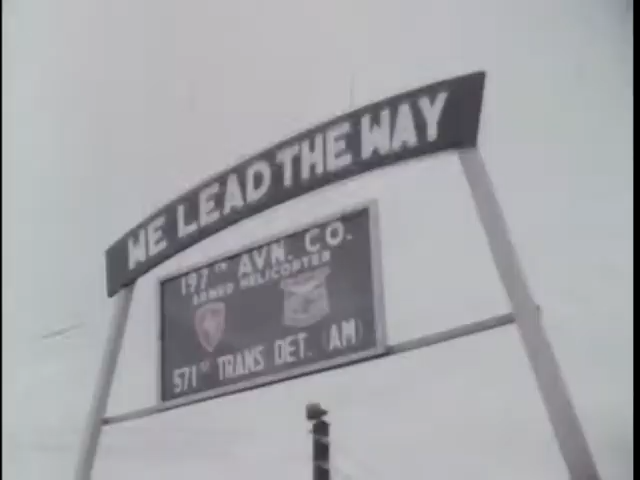 WE LEAD THE WAY
197TH AVN. CO.
ARMED HELICOPTER
571ST TRANS DET. (AM)